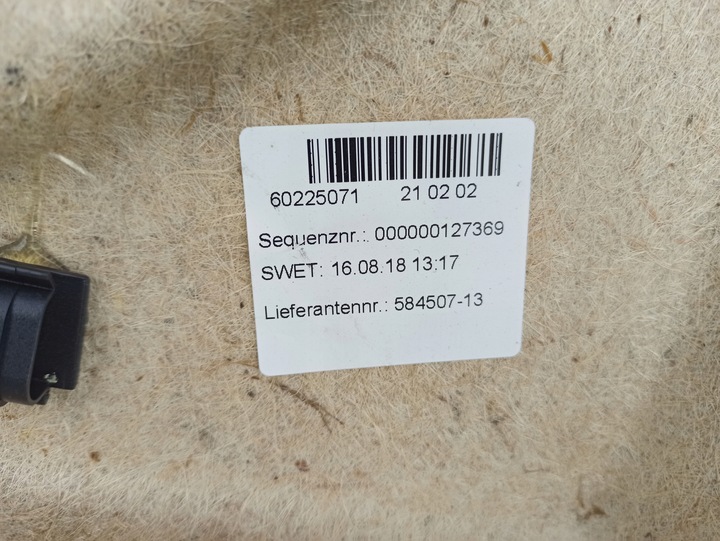 60225071 21 02 02
Sequenznr.: 000000127369
SWET: 16.08.18 13:17
Lieferantennr.: 584507-13